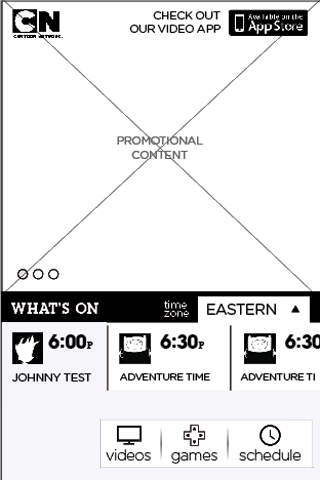 CN
CARTOON NETWORK.
CHECK OUT
OUR VIDEO APP
Available on the
App Store
PROMOTIONAL
CONTENT
WHAT'S ON
time
zone
EASTERN
6:00P
JOHNNY TEST
6:30P
ADVENTURE TIME
6:30
ADVENTURE TI
videos
games
schedule